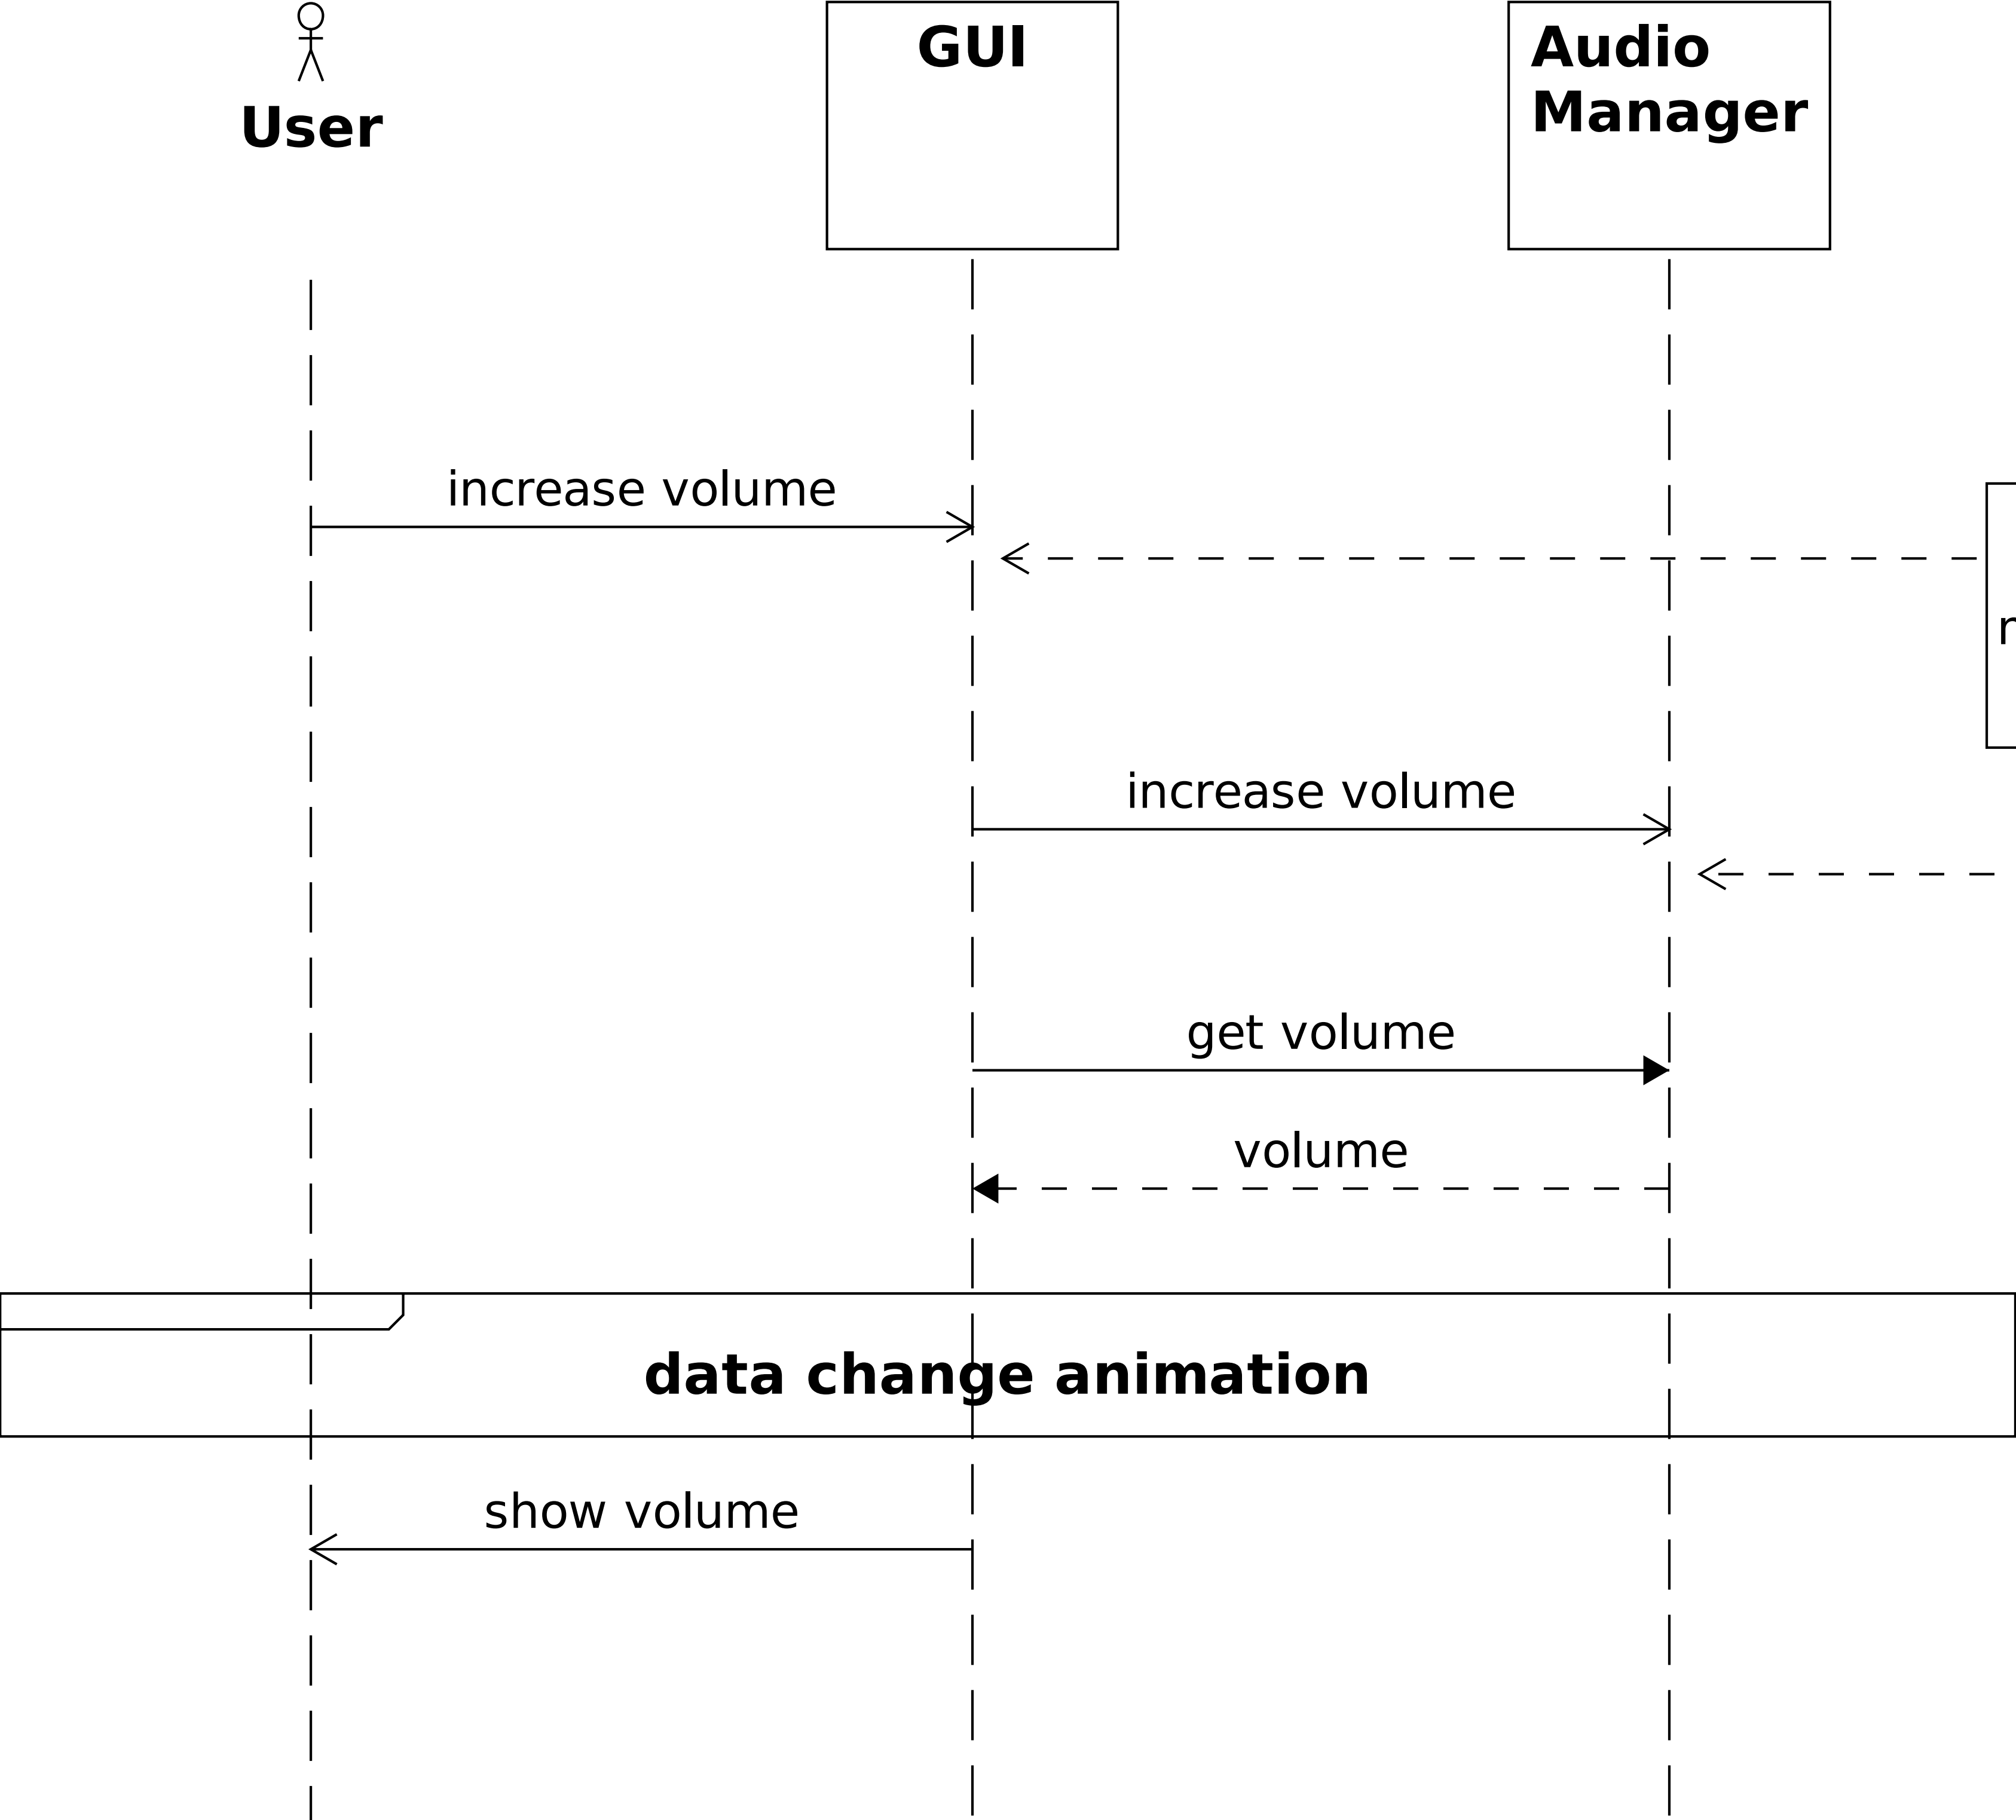 User
GUI
Audio
Manager
increase volume
increase volume
get volume
volume
data change animation
show volume